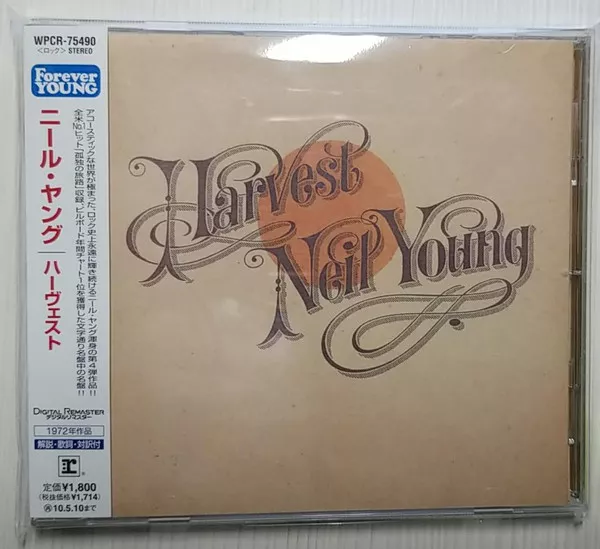 WPCR-75490
<ロック> STEREO
Forever
YOUNG
ニール・ヤング|ハーヴェスト
アコースティックな世界が極まった、ロック史上永遠に輝き続けるニール・ヤング渾身の第4弾作品!!
全米No.1ヒット「孤独の旅路」収録、ビルボード年間チャート1位を獲得した文字通り名盤中の名盤!!
DIGITAL REMASTER
デジタルリマスター
1972年作品
解説・歌詞・対訳付
r®
定価¥1,800
(税抜価格¥1,714)
再10.5.10まで
Harvest
Neil Young